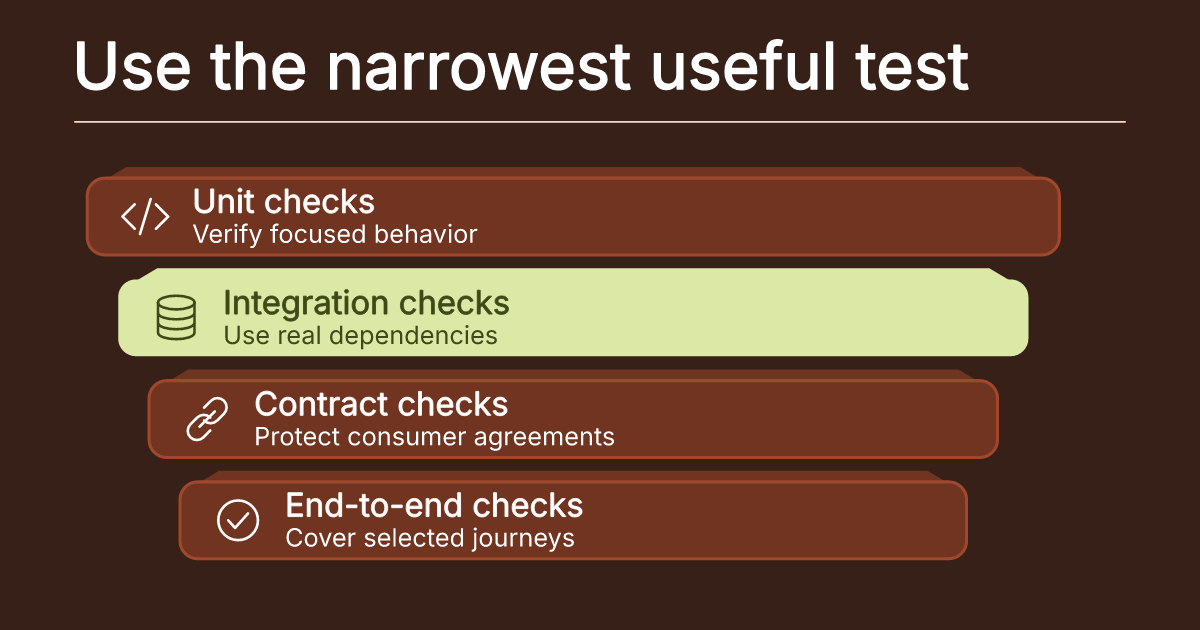 Use the narrowest useful test
Unit checks
Verify focused behavior
Integration checks
Use real dependencies
Contract checks
Protect consumer agreements
End-to-end checks
Cover selected journeys